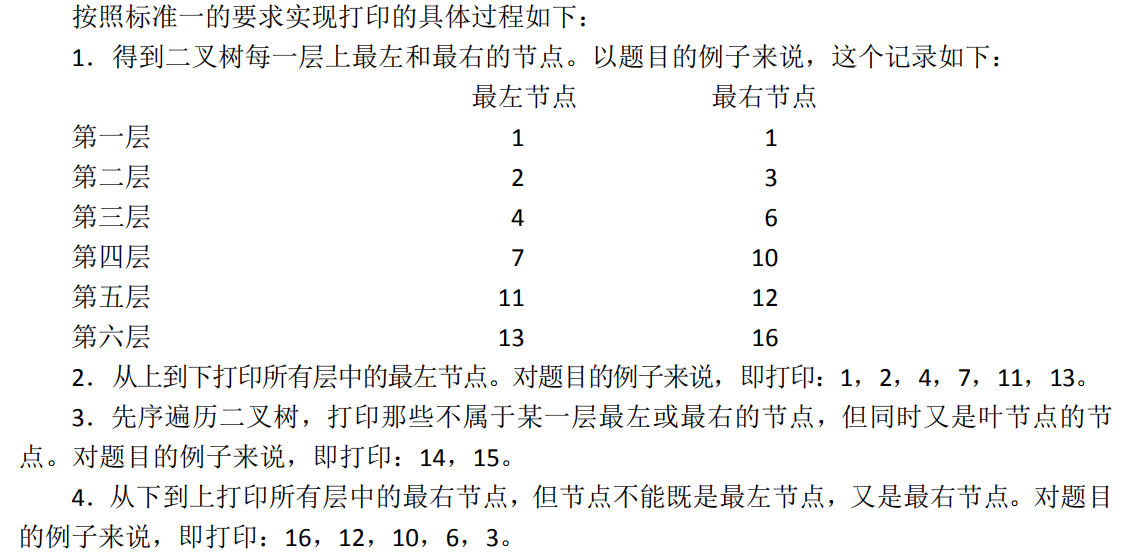 按照标准一的要求实现打印的具体过程如下：
1．得到二叉树每一层上最左和最右的节点。以题目的例子来说，这个记录如下：
最左节点 最右节点
第一层 1 1
第二层 2 3
第三层 4 6
第四层 7 10
第五层 11 12
第六层 13 16
2．从上到下打印所有层中的最左节点。对题目的例子来说，即打印：1，2，4，7，11，13。
3．先序遍历二叉树，打印那些不属于某一层最左或最右的节点，但同时又是叶节点的节
点。对题目的例子来说，即打印：14，15。
4．从下到上打印所有层中的最右节点，但节点不能既是最左节点，又是最右节点。对题目
的例子来说，即打印：16，12，10，6，3。